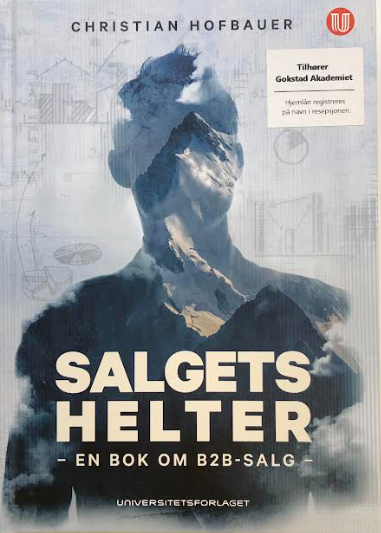 CHRISTIAN HOFBAUER
U
Tilhører
Gokstad Akademiet
Hjemlån registreres
på navn i resepsjonen.
SALGETS
HELTER
– EN BOK OM B2B-SALG –
UNIVERSITETSFORLAGET